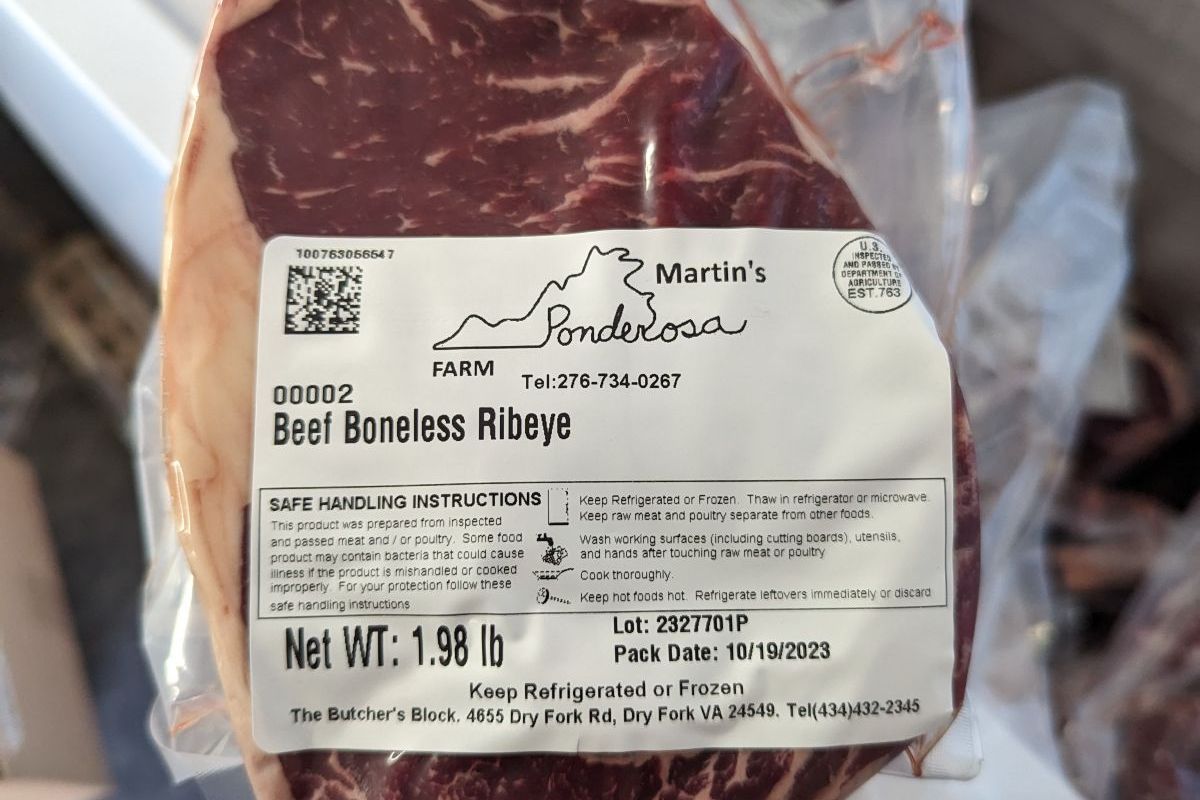 100763066647
Martin's
Ponderosa
FARM
Tel:276-734-0267
U.S.
INSPECTED
AND PASSED BY
DEPARTMENT OF
AGRICULTURE
EST.763
00002
Beef Boneless Ribeye
SAFE HANDLING INSTRUCTIONS
This product was prepared from inspected
and passed meat and / or poultry. Some food
product may contain bacteria that could cause
illness if the product is mishandled or cooked
improperly. For your protection follow these
safe handling instructions
Keep Refrigerated or Frozen. Thaw in refrigerator or microwave.
Keep raw meat and poultry separate from other foods.
Wash working surfaces (including cutting boards), utensils,
and hands after touching raw meat or poultry
Cook thoroughly.
Keep hot foods hot. Refrigerate leftovers immediately or discard
Net WT: 1.98 lb
Lot: 2327701P
Pack Date: 10/19/2023
Keep Refrigerated or Frozen
The Butcher's Block. 4655 Dry Fork Rd, Dry Fork VA 24549. Tel(434)432-2345